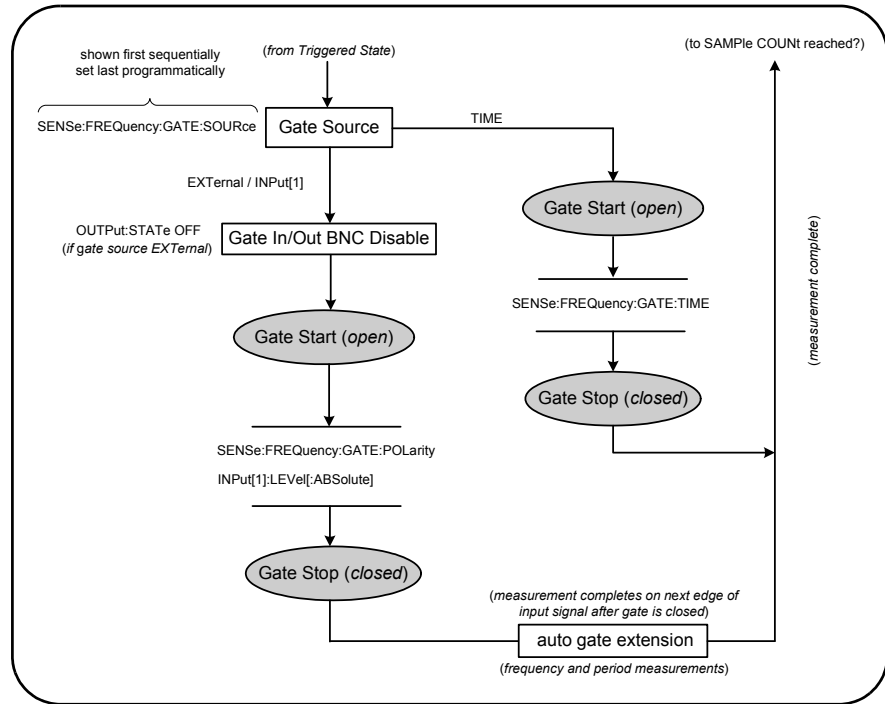 shown first sequentially
set last programmatically
(from Triggered State)
(to SAMPle COUNt reached?)
SENSe:FREQuency:GATE:SOURce
Gate Source
TIME
EXTernal / INPut[1]
Gate Start (open)
OUTPut:STATe OFF
(if gate source EXTernal)
Gate In/Out BNC Disable
SENSe:FREQuency:GATE:TIME
(measurement complete)
Gate Start (open)
Gate Stop (closed)
SENSe:FREQuency:GATE:POLarity
INPut[1]:LEVel[:ABSolute]
Gate Stop (closed)
(measurement completes on next edge of
input signal after gate is closed)
auto gate extension
(frequency and period measurements)